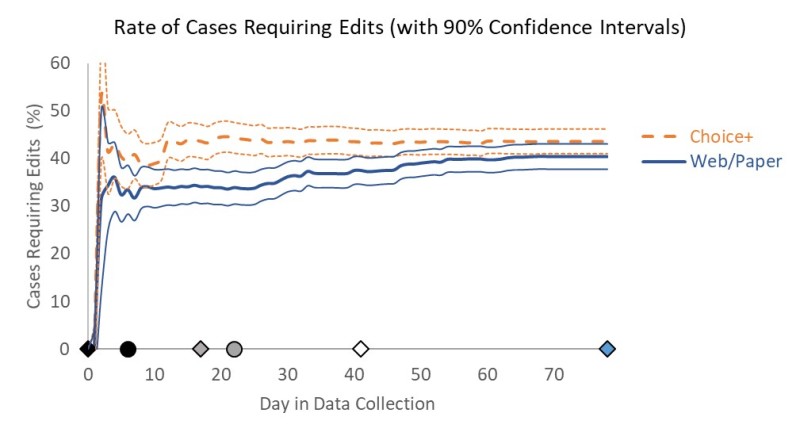 Rate of Cases Requiring Edits (with 90% Confidence Intervals)
60
50
40
30
20
10
0
Cases Requiring Edits (%)
0 10 20 30 40 50 60 70
Day in Data Collection
Choice+
Web/Paper